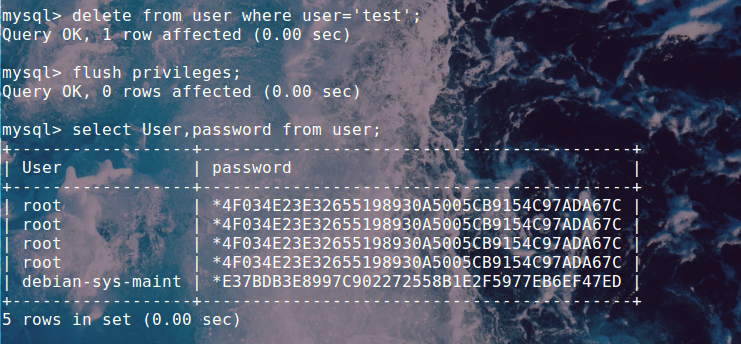 mysql> delete from user where user='test';
Query OK, 1 row affected (0.00 sec)
mysql> flush privileges;
Query OK, 0 rows affected (0.00 sec)
mysql> select User,password from user;
+------------------+-------------------------------------------+
| User             | password                                  |
+------------------+-------------------------------------------+
| root             | *4F034E23E32655198930A5005CB9154C97ADA67C |
| root             | *4F034E23E32655198930A5005CB9154C97ADA67C |
| root             | *4F034E23E32655198930A5005CB9154C97ADA67C |
| root             | *4F034E23E32655198930A5005CB9154C97ADA67C |
| debian-sys-maint | *E37BDB3E8997C902272558B1E2F5977EB6EF47ED |
+------------------+-------------------------------------------+
5 rows in set (0.00 sec)